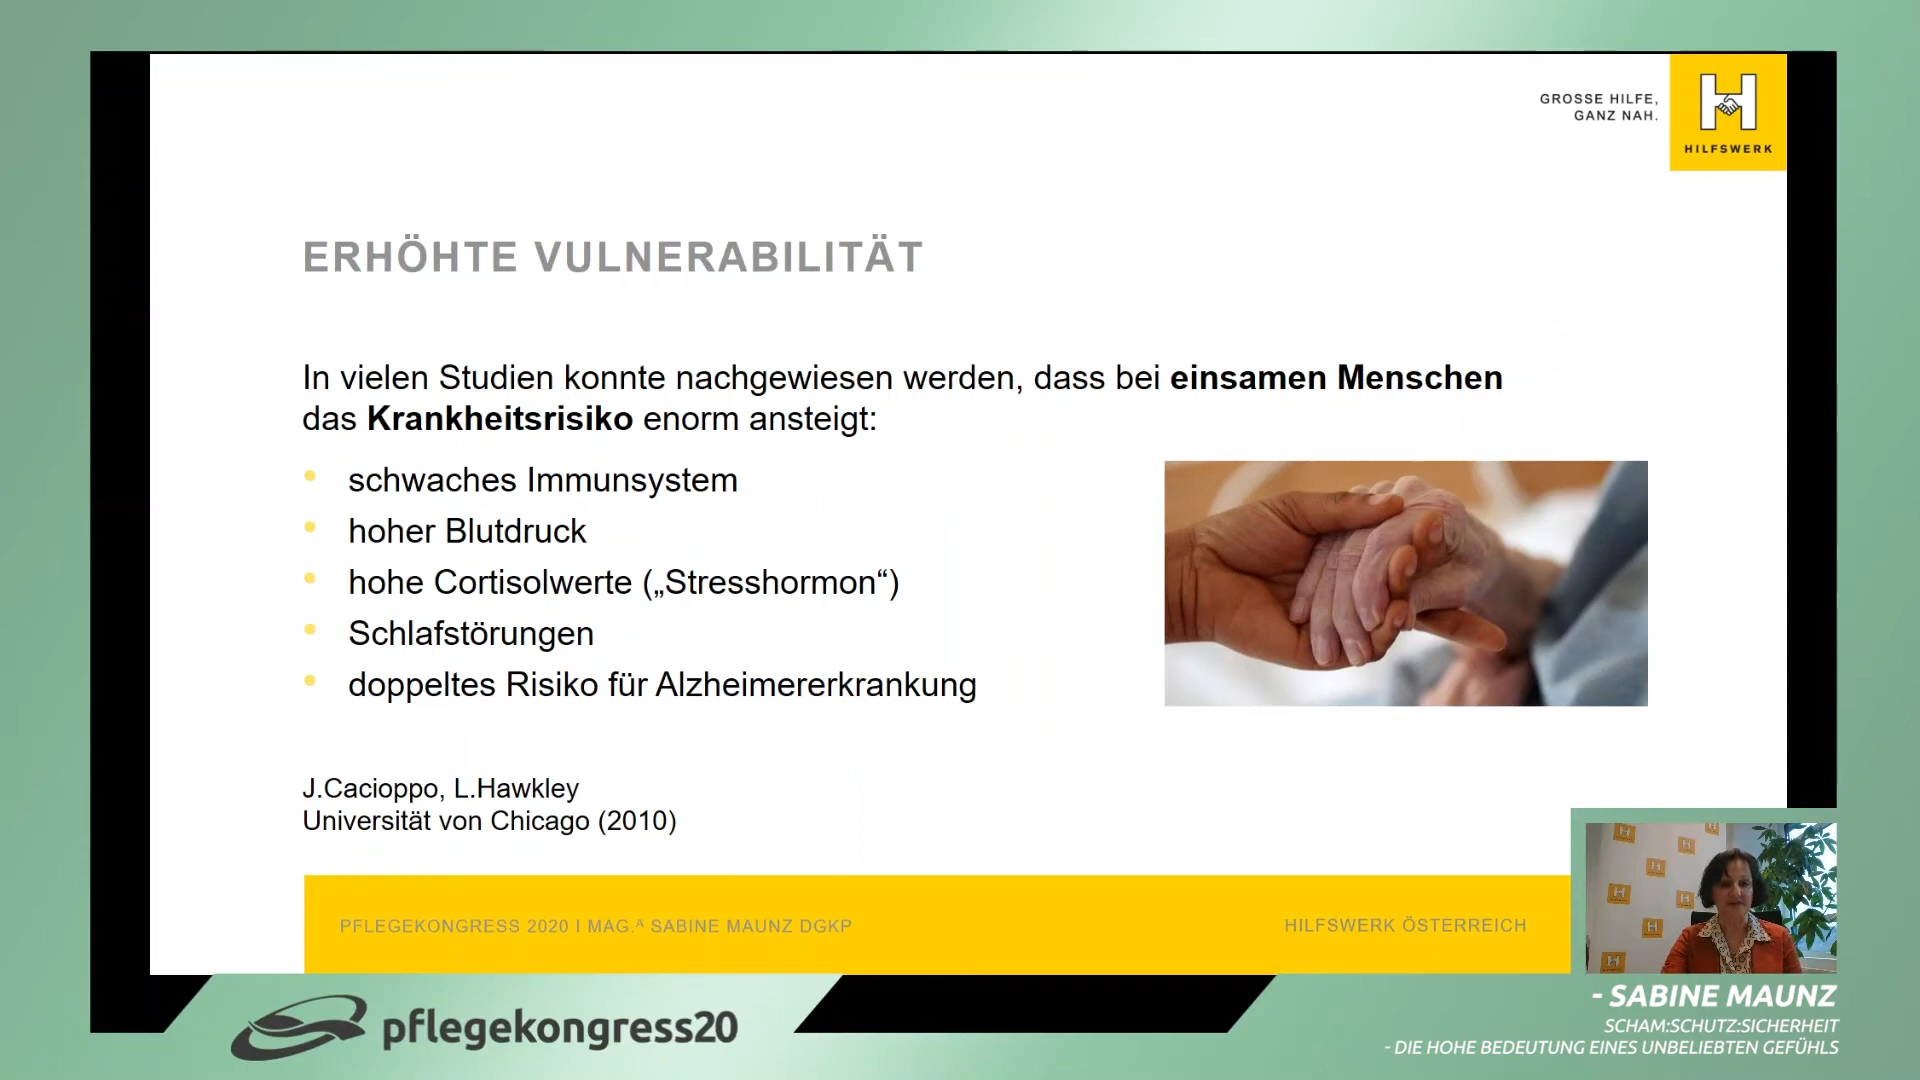 GROSSE HILFE,
GANZ NAH.
HILFSWERK
ERHÖHTE VULNERABILITÄT
In vielen Studien konnte nachgewiesen werden, dass bei einsamen Menschen
das Krankheitsrisiko enorm ansteigt:
• schwaches Immunsystem
• hoher Blutdruck
• hohe Cortisolwerte („Stresshormon“)
• Schlafstörungen
• doppeltes Risiko für Alzheimererkrankung
J.Cacioppo, L.Hawkley
Universität von Chicago (2010)
PFLEGEKONGRESS 2020 I MAG.ᴬ SABINE MAUNZ DGKP
HILFSWERK ÖSTERREICH
pflegekongress20
- SABINE MAUNZ
SCHAM:SCHUTZ:SICHERHEIT
- DIE HOHE BEDEUTUNG EINES UNBELIEBTEN GEFÜHLS